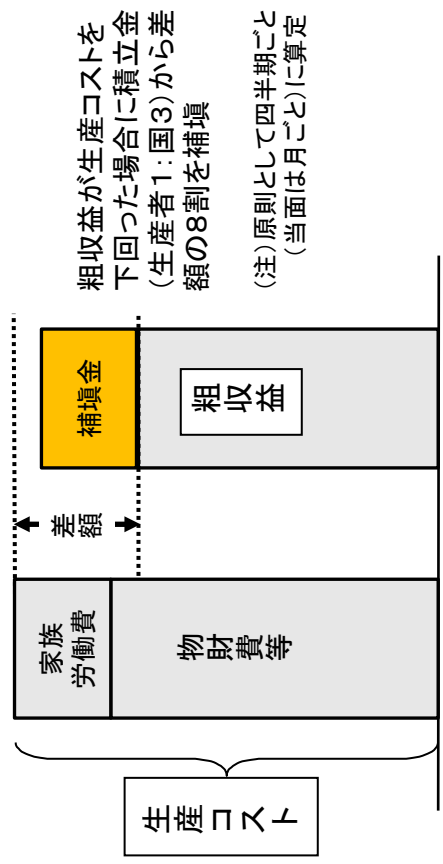 生産コスト
家族
労働費
物財費等
差額
補填金
粗収益
粗収益が生産コストを
下回った場合に積立金
(生産者1:国3)から差
額の8割を補填
(注)原則として四半期ごと
(当面は月ごと)に算定